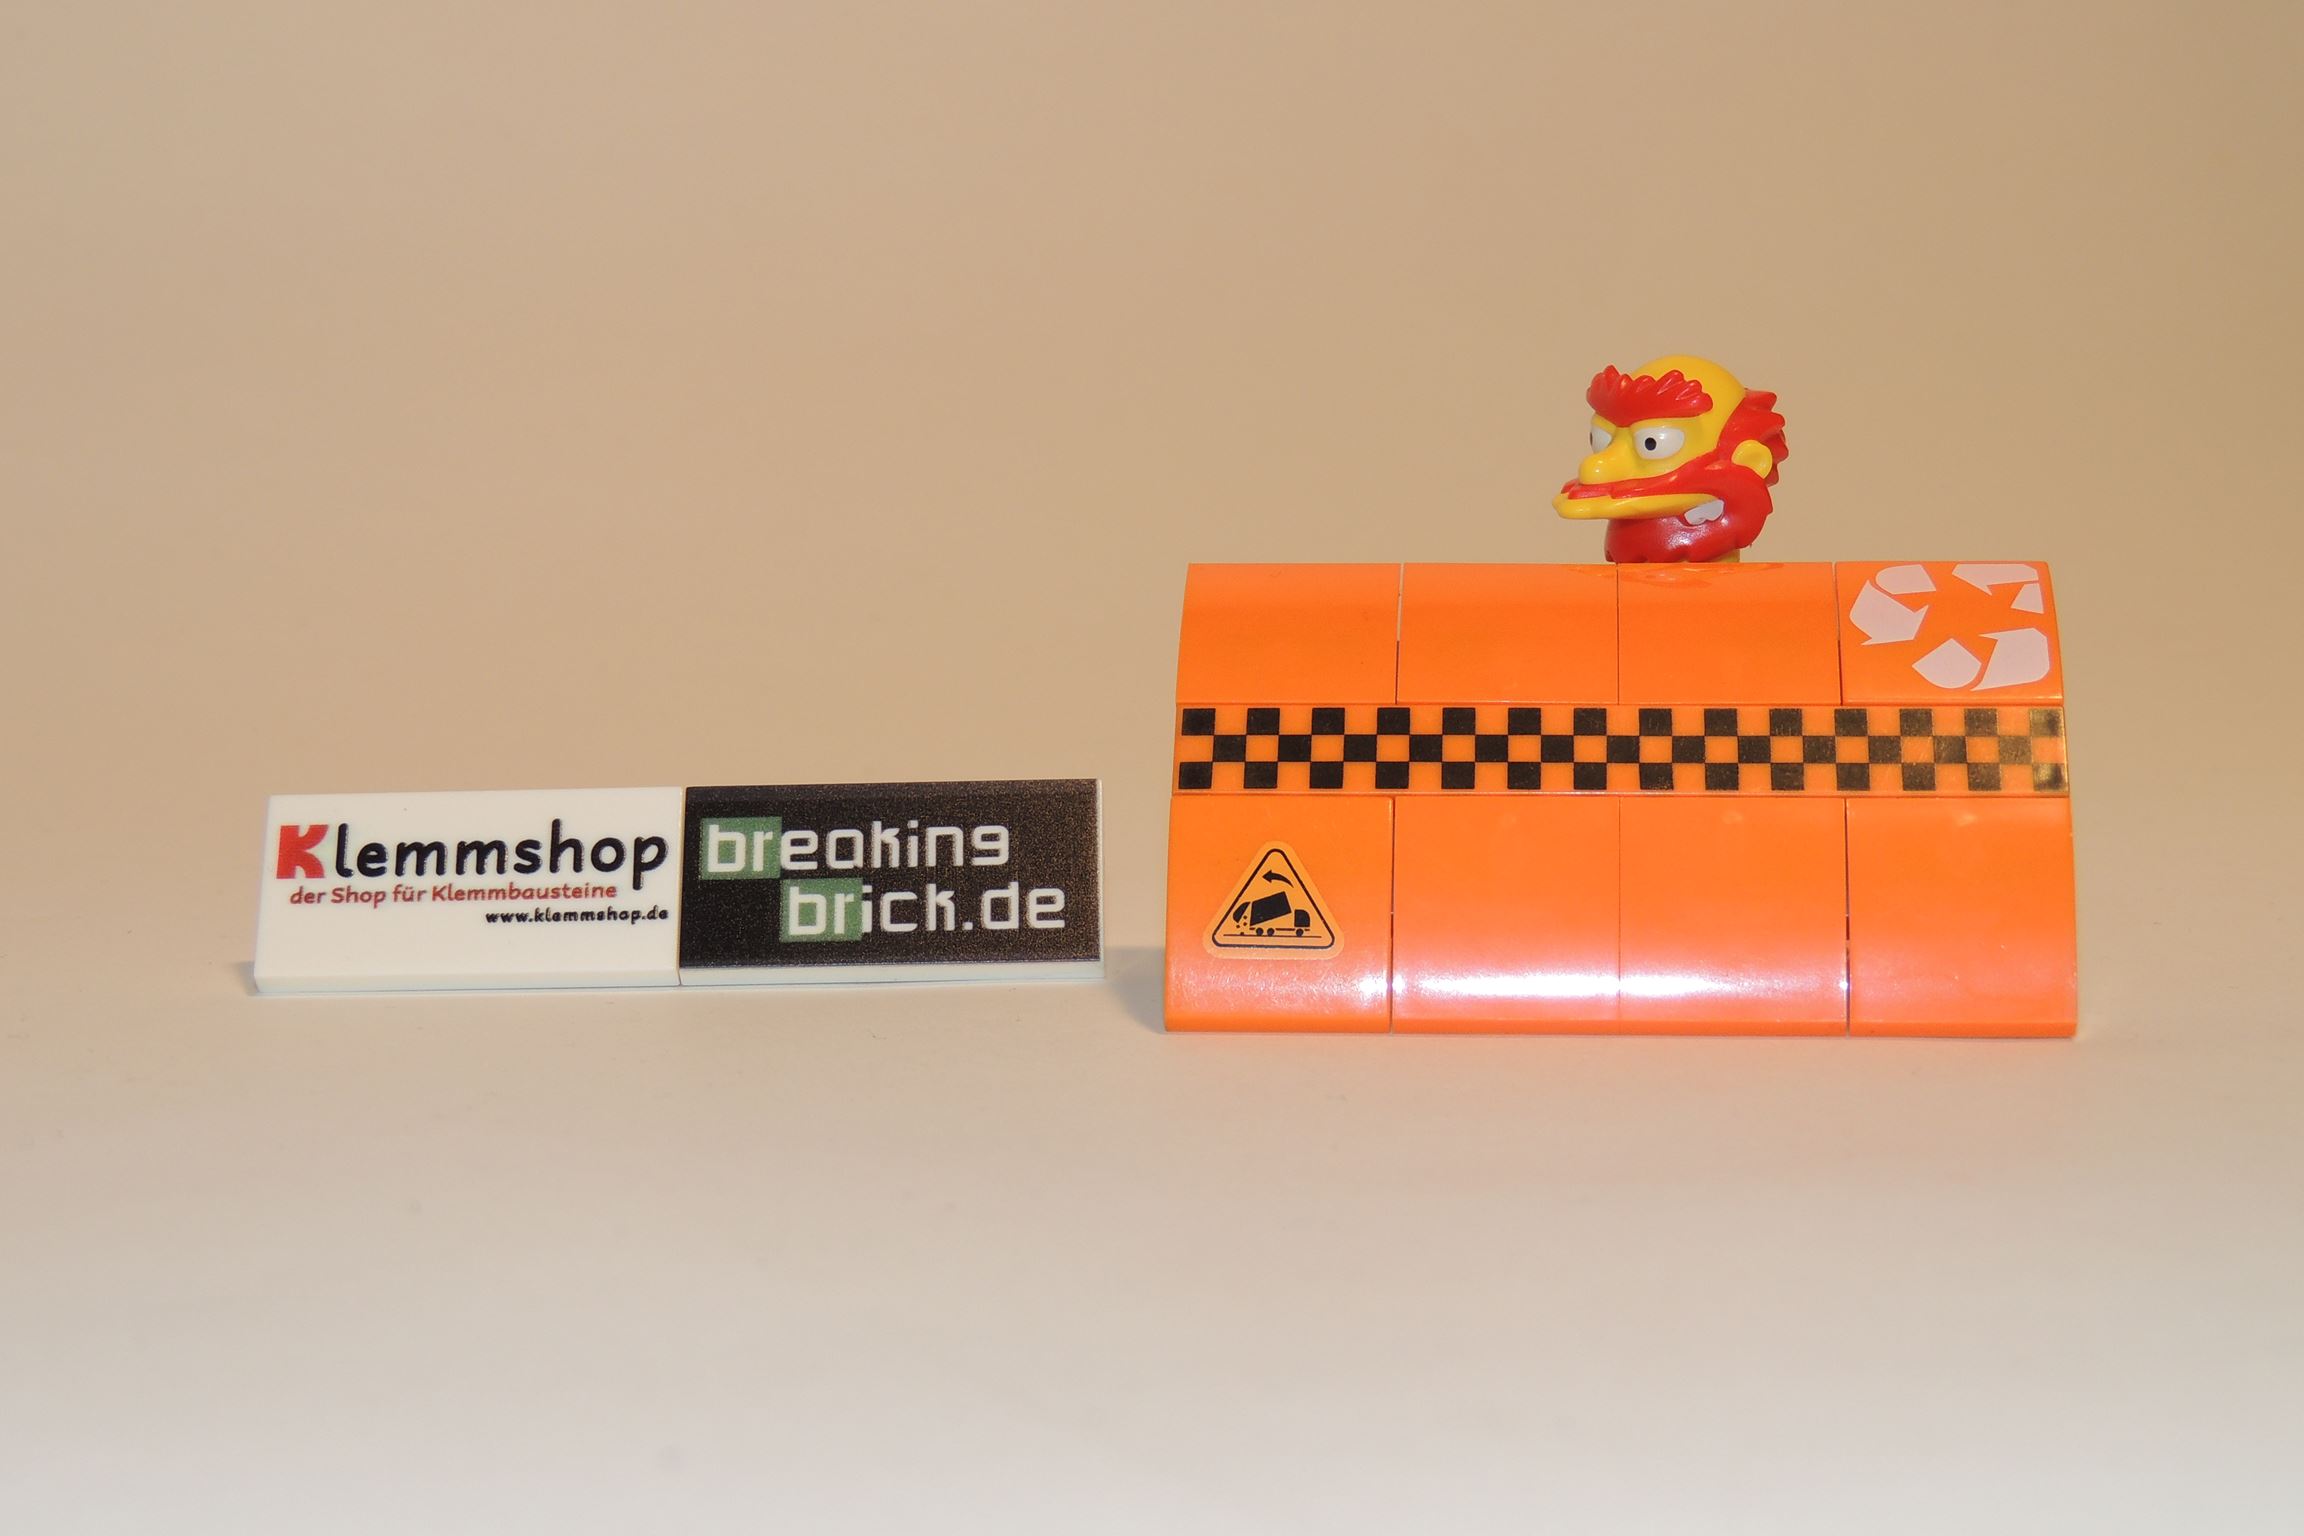 Klemmshop
der Shop für Klemmbausteine
www.klemmshop.de
breaking
brick.de